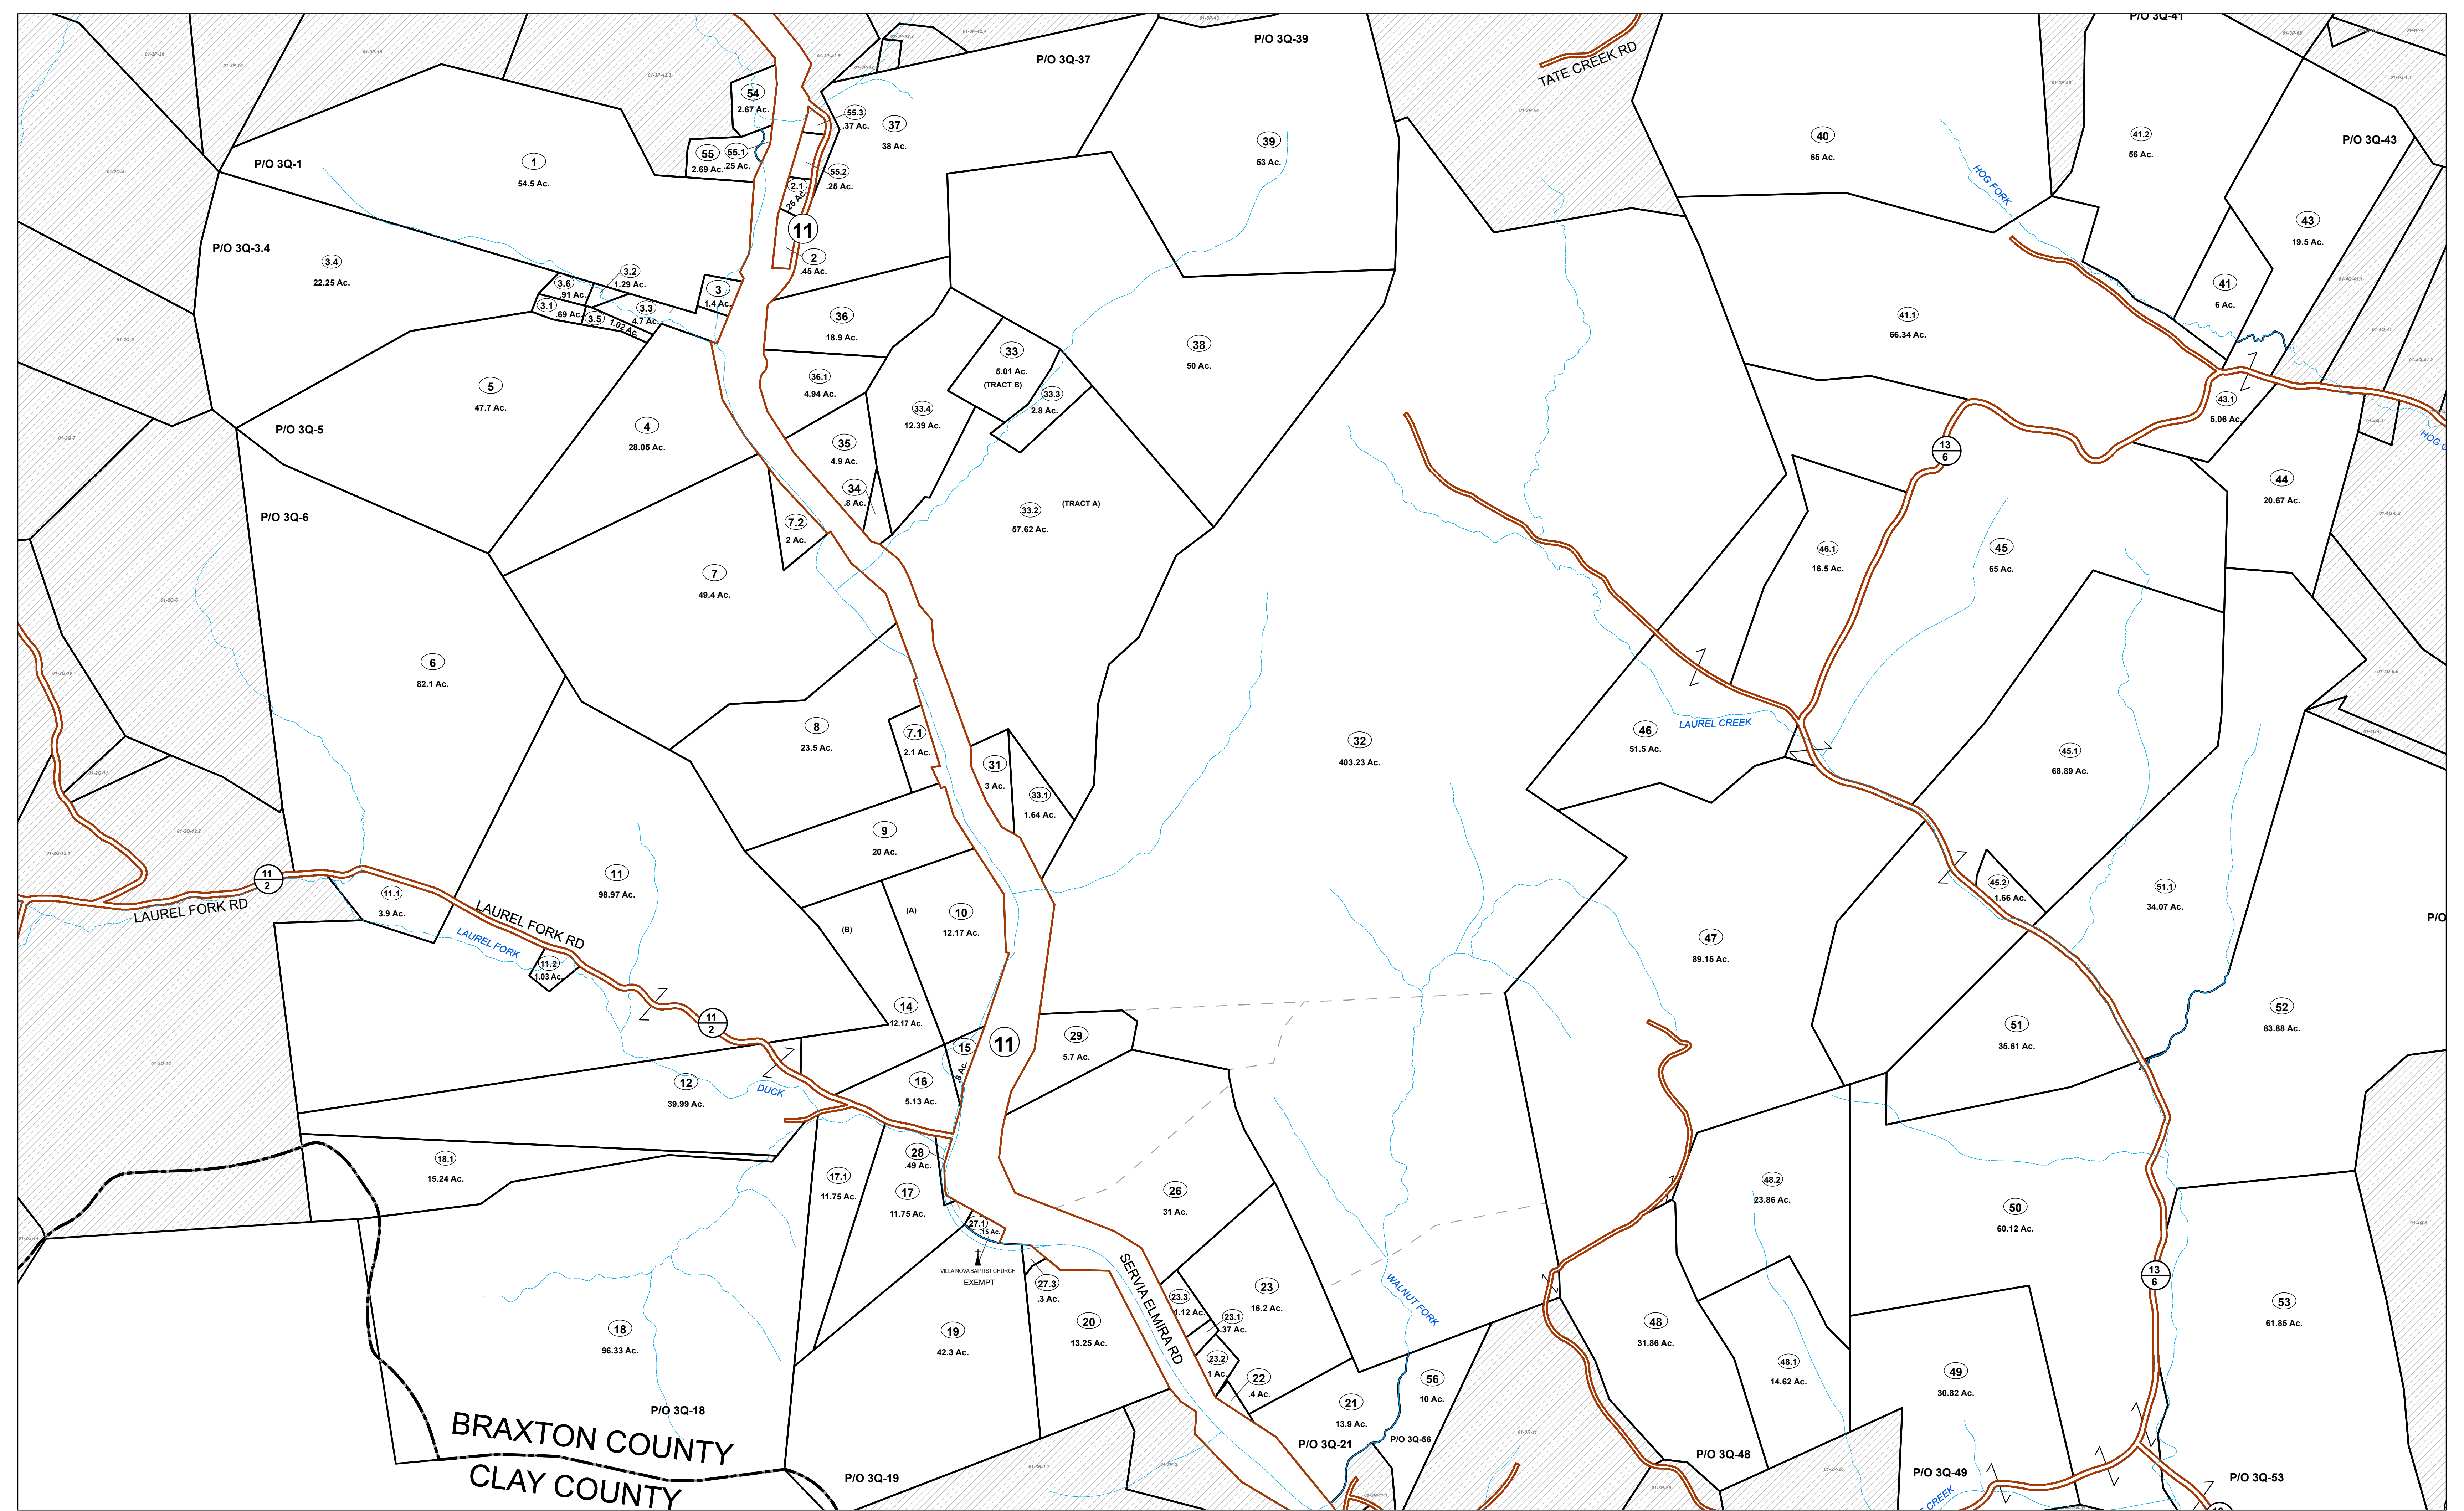 P/O 3Q-41
P/O 3Q-39
P/O 3Q-37
TATE CREEK RD
54
2.67 Ac.
55.3
.37 Ac.
37
38 Ac.
39
53 Ac.
40
65 Ac.
41.2
56 Ac.
P/O 3Q-43
P/O 3Q-1
1
54.5 Ac.
55
2.69 Ac.
55.1
.25 Ac.
55.2
.25 Ac.
2.1
.25 Ac.
11
2
.45 Ac.
HOG FORK
43
19.5 Ac.
P/O 3Q-3.4
3.4
22.25 Ac.
3.6
.91 Ac.
3.2
1.29 Ac.
3.1
.69 Ac.
3.5
1.02 Ac.
3.3
4.7 Ac.
3
1.4 Ac.
36
18.9 Ac.
41
6 Ac.
41.1
66.34 Ac.
33
5.01 Ac.
(TRACT B)
38
50 Ac.
5
47.7 Ac.
36.1
4.94 Ac.
33.3
2.8 Ac.
33.4
12.39 Ac.
43.1
5.06 Ac.
P/O 3Q-5
4
28.05 Ac.
35
4.9 Ac.
13
6
34
.8 Ac.
44
20.67 Ac.
P/O 3Q-6
7.2
2 Ac.
33.2
57.62 Ac.
(TRACT A)
46.1
16.5 Ac.
45
65 Ac.
7
49.4 Ac.
6
82.1 Ac.
8
23.5 Ac.
7.1
2.1 Ac.
32
403.23 Ac.
46
51.5 Ac.
LAUREL CREEK
45.1
68.89 Ac.
31
3 Ac.
33.1
1.64 Ac.
9
20 Ac.
11
2
LAUREL FORK RD
11.1
3.9 Ac.
LAUREL FORK RD
11
98.97 Ac.
LAUREL FORK
11.2
1.03 Ac.
(A)
(B)
10
12.17 Ac.
45.2
1.66 Ac.
51.1
34.07 Ac.
P/O
47
89.15 Ac.
14
12.17 Ac.
11
2
11
29
5.7 Ac.
51
35.61 Ac.
52
83.88 Ac.
15
.8 Ac.
16
5.13 Ac.
12
39.99 Ac.
DUCK
18.1
15.24 Ac.
28
.49 Ac.
17.1
11.75 Ac.
17
11.75 Ac.
26
31 Ac.
48.2
23.86 Ac.
50
60.12 Ac.
27.1
.15 Ac.
VILLA NOVA BAPTIST CHURCH
EXEMPT
27.3
.3 Ac.
SERVIA ELMIRA RD
23.3
1.12 Ac.
23
16.2 Ac.
23.1
.37 Ac.
WALNUT FORK
13
6
53
61.85 Ac.
18
96.33 Ac.
19
42.3 Ac.
20
13.25 Ac.
23.2
1 Ac.
22
.4 Ac.
48
31.86 Ac.
48.1
14.62 Ac.
49
30.82 Ac.
56
10 Ac.
21
13.9 Ac.
P/O 3Q-18
BRAXTON COUNTY
CLAY COUNTY
P/O 3Q-19
P/O 3Q-21
P/O 3Q-56
P/O 3Q-48
P/O 3Q-49
CREEK
P/O 3Q-53